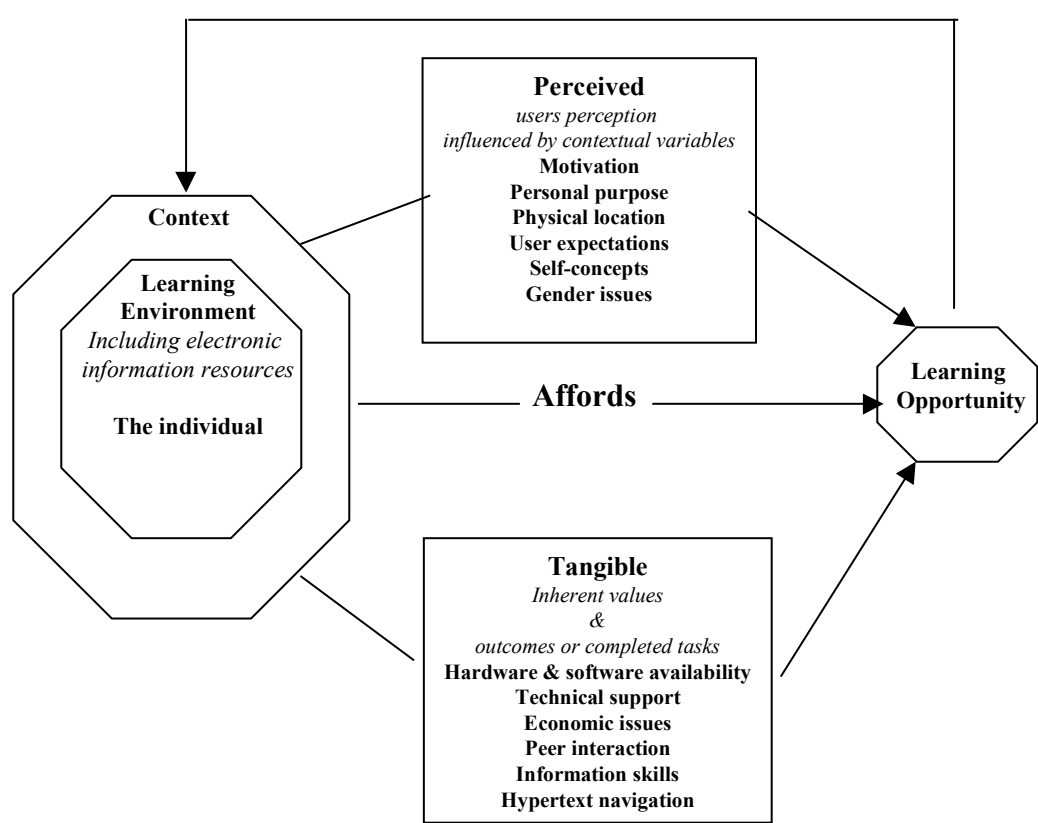 Perceived
users perception
influenced by contextual variables
Motivation
Personal purpose
Physical location
User expectations
Self-concepts
Gender issues
Context
Learning
Environment
Including electronic
information resources
The individual
Affords
Learning
Opportunity
Tangible
Inherent values
&
outcomes or completed tasks
Hardware & software availability
Technical support
Economic issues
Peer interaction
Information skills
Hypertext navigation